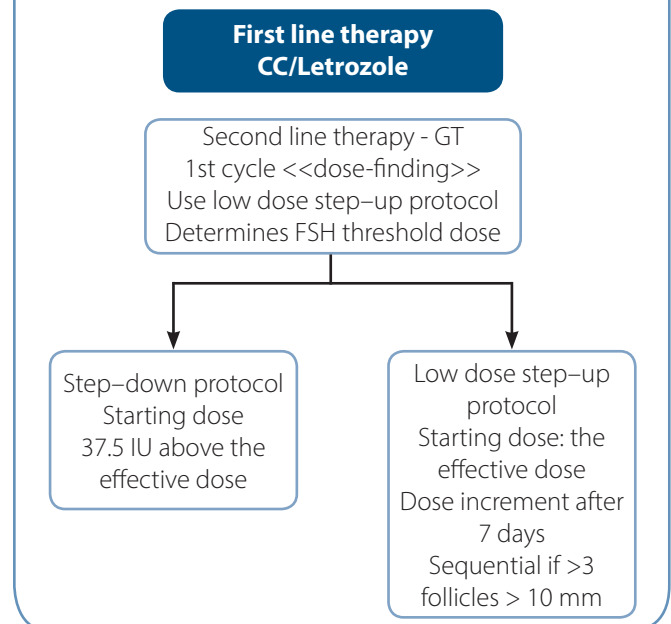 First line therapy
CC/Letrozole
Second line therapy - GT
1st cycle <<dose-finding>>
Use low dose step–up protocol
Determines FSH threshold dose
Step–down protocol
Starting dose
37.5 IU above the
effective dose
Low dose step–up
protocol
Starting dose: the
effective dose
Dose increment after
7 days
Sequential if >3
follicles > 10 mm